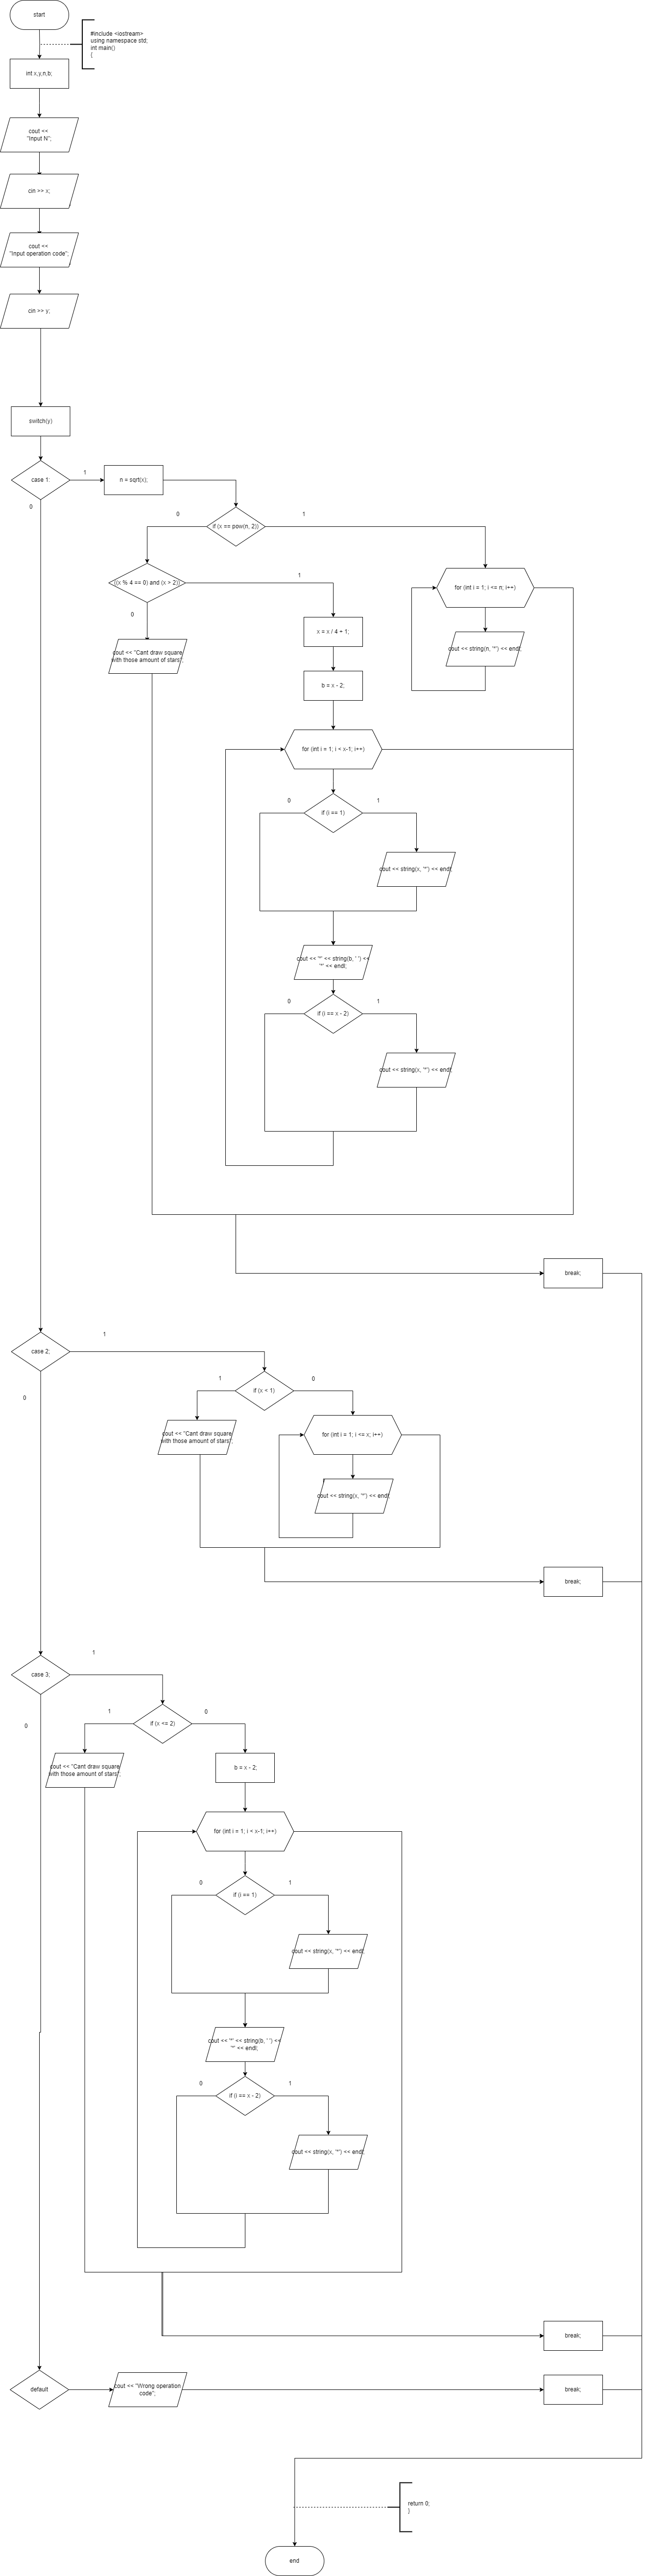 start
#include <iostream>
using namespace std;
int main()
{
int x,y,n,b;
cout <<
"Input N";
cin >> x;
cout <<
"Input operation code";
cin >> y;
switch(y)
case 1:
1
n = sqrt(x);
0
0
if (x == pow(n, 2))
1
((x % 4 == 0) and (x > 2))
1
for (int i = 1; i <= n; i++)
0
x = x / 4 + 1;
cout << "Cant draw square
with those amount of stars";
cout << string(n, '*') << endl;
b = x - 2;
for (int i = 1; i < x-1; i++)
0
if (i == 1)
1
cout << string(x, '*') << endl;
cout << '*' << string(b, ' ') <<
'*' << endl;
0
if (i == x - 2)
1
cout << string(x, '*') << endl;
break;
case 2;
1
0
1
if (x < 1)
0
cout << "Cant draw square
with those amount of stars";
for (int i = 1; i <= x; i++)
cout << string(x, '*') << endl;
break;
case 3;
1
0
1
if (x <= 2)
0
cout << "Cant draw square
with those amount of stars";
b = x - 2;
for (int i = 1; i < x-1; i++)
0
if (i == 1)
1
cout << string(x, '*') << endl;
cout << '*' << string(b, ' ') <<
'*' << endl;
0
if (i == x - 2)
1
cout << string(x, '*') << endl;
break;
default
cout << "Wrong operation
code";
break;
return 0;
}
end